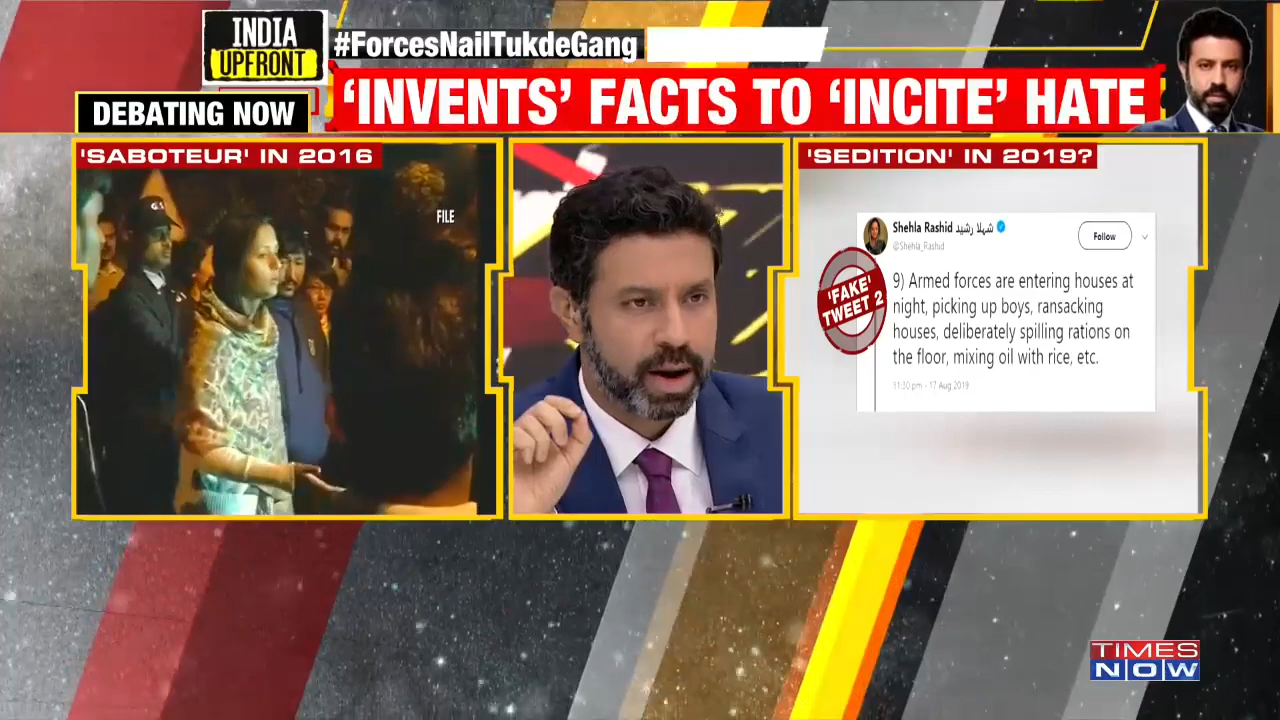 INDIA
UPFRONT
#ForcesNailTukdeGang
DEBATING NOW
'INVENTS' FACTS TO 'INCITE' HATE
'SABOTEUR' IN 2016
FILE
'SEDITION' IN 2019?
Shehla Rashid شہلا رشید
@Shehla_Rashid
Follow
'FAKE'
TWEET 2
9) Armed forces are entering houses at
night, picking up boys, ransacking
houses, deliberately spilling rations on
the floor, mixing oil with rice, etc.
11:30 pm - 17 Aug 2019
TIMES
NOW